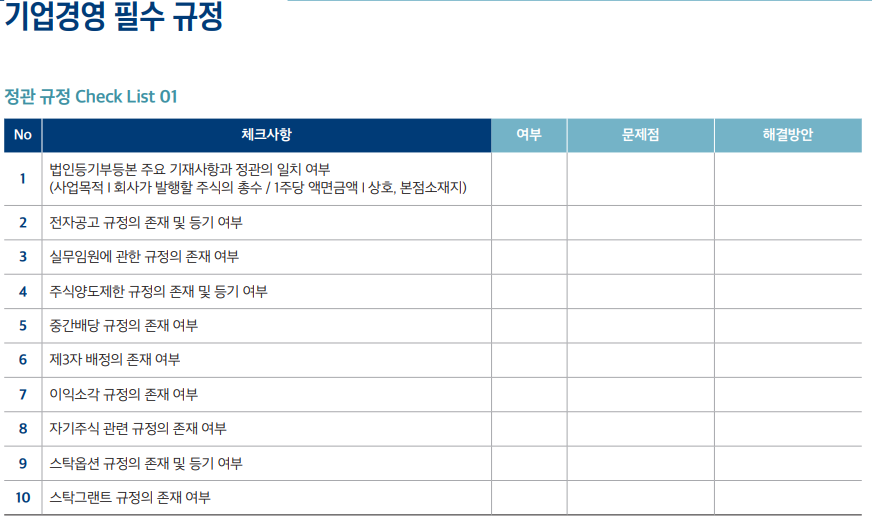 기업경영 필수 규정
정관 규정 Check List 01
No 체크사항 여부 문제점 해결방안
1 법인등기부등본 주요 기재사항과 정관의 일치 여부
(사업목적 I 회사가 발행할 주식의 총수 / 1주당 액면금액 I 상호, 본점소재지)
2 전자공고 규정의 존재 및 등기 여부
3 실무임원에 관한 규정의 존재 여부
4 주식양도제한 규정의 존재 및 등기 여부
5 중간배당 규정의 존재 여부
6 제3자 배정의 존재 여부
7 이익소각 규정의 존재 여부
8 자기주식 관련 규정의 존재 여부
9 스탁옵션 규정의 존재 및 등기 여부
10 스탁그랜트 규정의 존재 여부